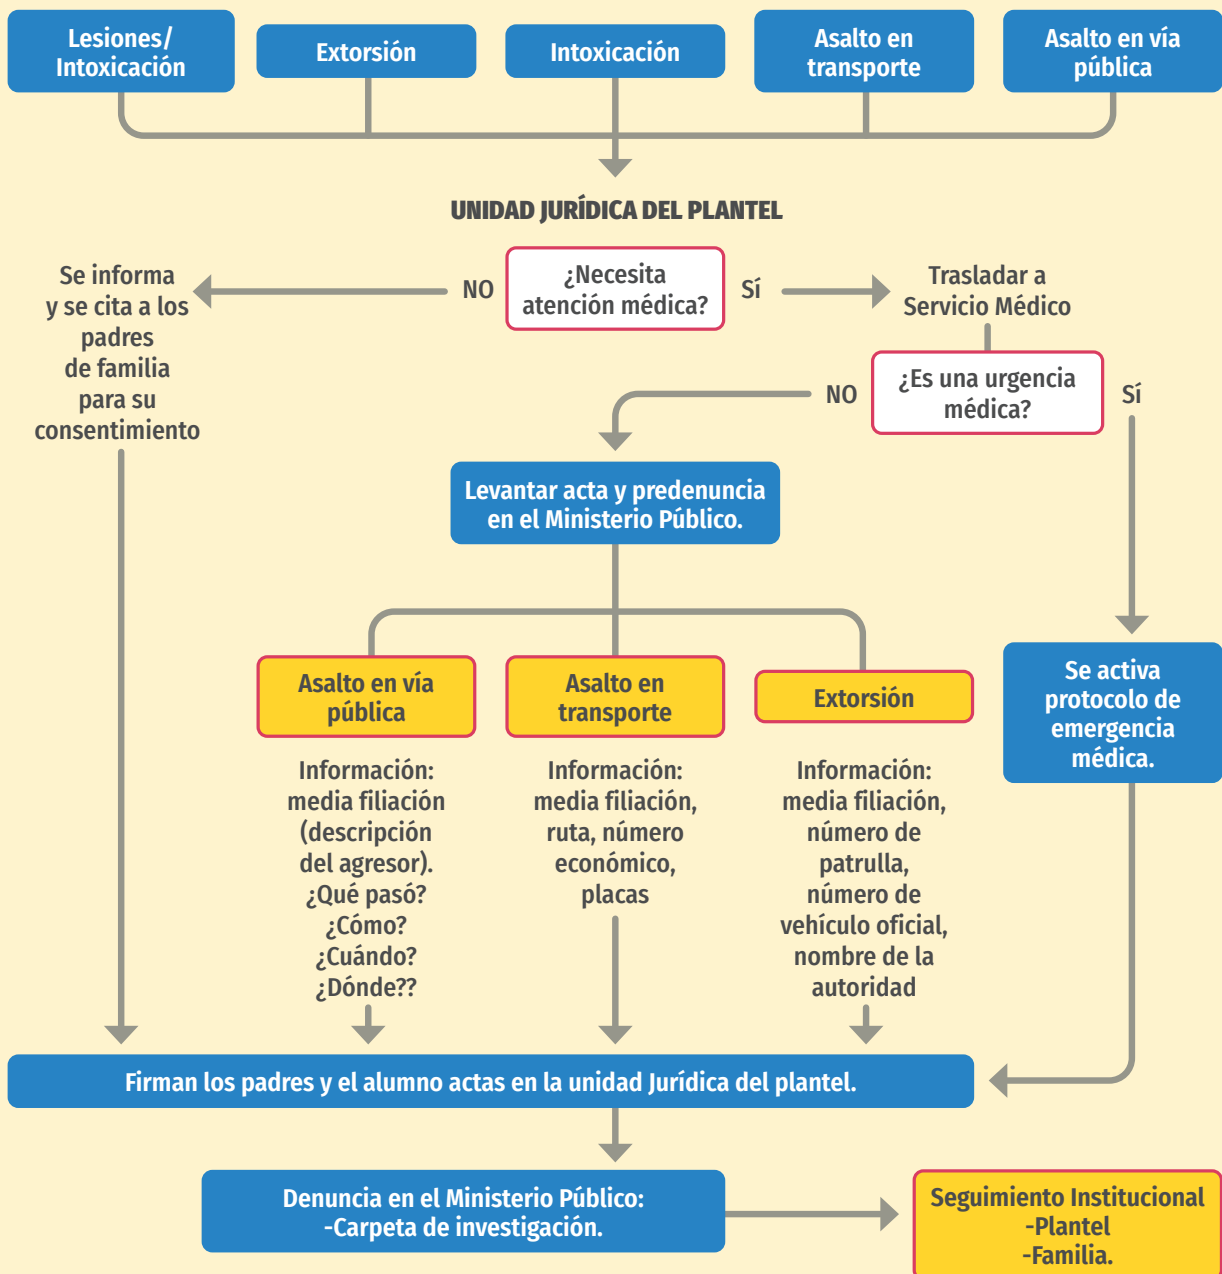 Lesiones/
Intoxicación
Extorsión
Intoxicación
Asalto en
transporte
Asalto en vía
pública
UNIDAD JURÍDICA DEL PLANTEL
Se informa
y se cita a los
padres
de familia
para su
consentimiento
NO
¿Necesita
atención médica?
Sí
Trasladar a
Servicio Médico
NO
¿Es una urgencia
médica?
Sí
Levantar acta y predenuncia
en el Ministerio Público.
Asalto en vía
pública
Asalto en
transporte
Extorsión
Se activa
protocolo de
emergencia
médica.
Información:
media filiación
(descripción
del agresor).
¿Qué pasó?
¿Cómo?
¿Cuándo?
¿Dónde??
Información:
media filiación,
ruta, número
económico,
placas
Información:
media filiación,
número de
patrulla,
número de
vehículo oficial,
nombre de la
autoridad
Firman los padres y el alumno actas en la unidad Jurídica del plantel.
Denuncia en el Ministerio Público:
-Carpeta de investigación.
Seguimiento Institucional
-Plantel
-Familia.